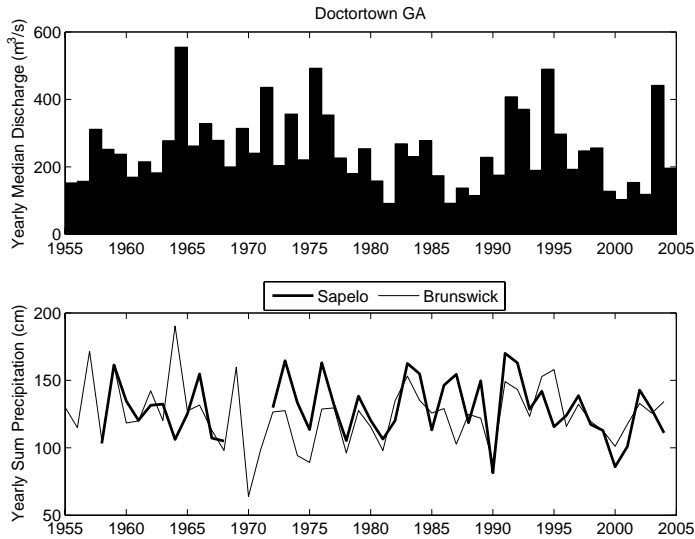 Doctortown GA
Yearly Median Discharge (m³/s)
600
400
200
0
1955 1960 1965 1970 1975 1980 1985 1990 1995 2000 2005
Sapelo Brunswick
Yearly Sum Precipitation (cm)
200
150
100
50
1955 1960 1965 1970 1975 1980 1985 1990 1995 2000 2005